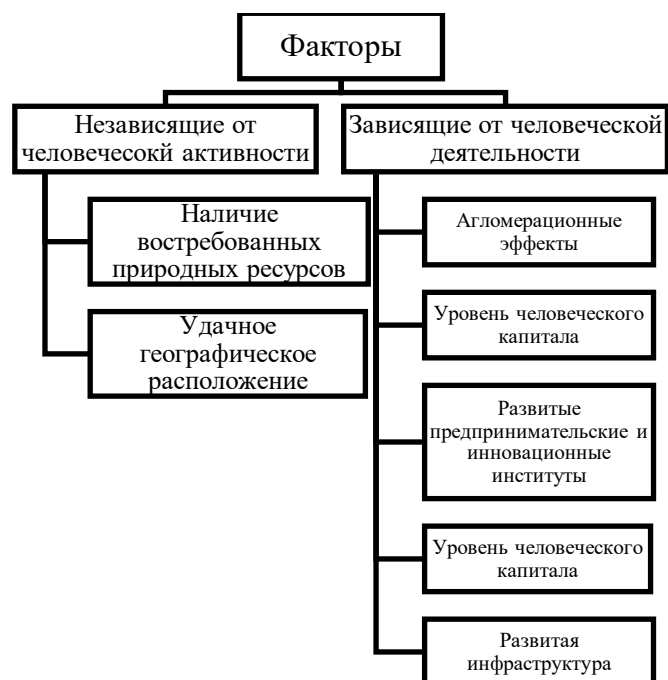 Факторы
Независящие от
человечесокй активности
Наличие
востребованных
природных ресурсов
Удачное
географическое
расположение
Зависящие от человеческой
деятельности
Агломерационные
эффекты
Уровень человеческого
капитала
Развитые
предпринимательские и
инновационные
институты
Уровень человеческого
капитала
Развитая
инфраструктура